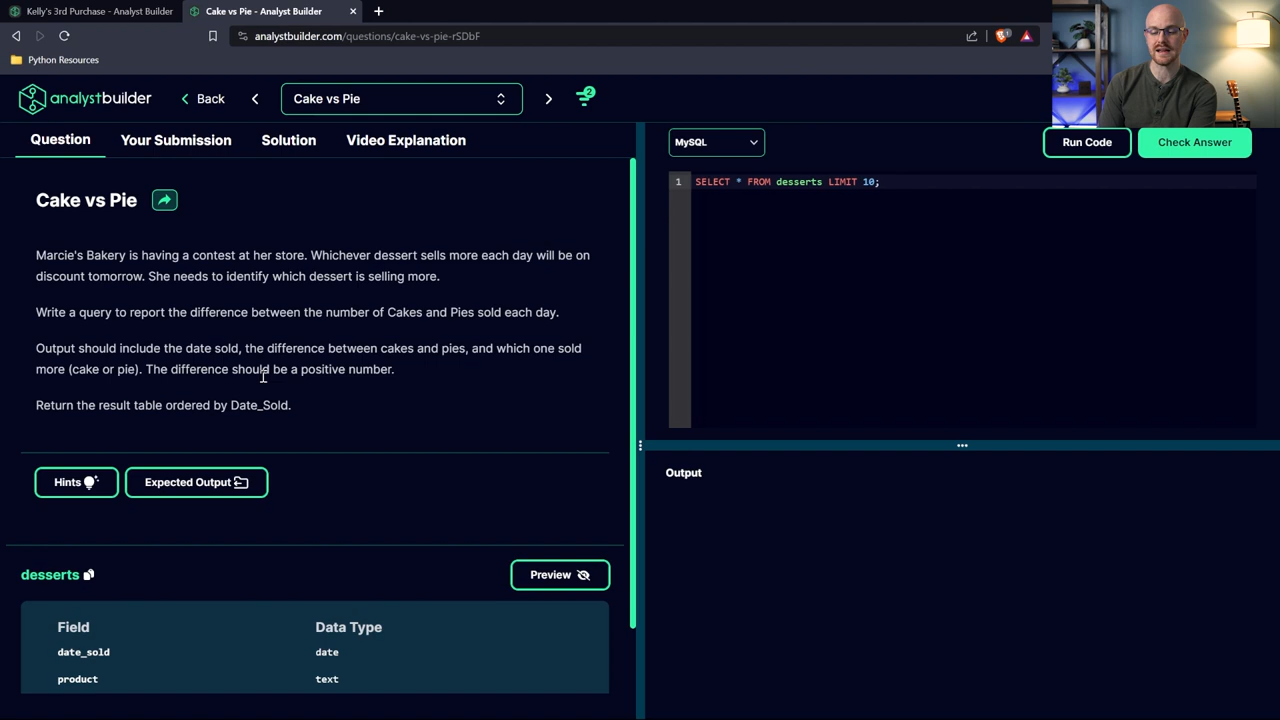 Kelly's 3rd Purchase - Analyst Builder
Cake vs Pie - Analyst Builder
analystbuilder.com/questions/cake-vs-pie-rSDbF
1
Python Resources
analystbuilder
Back
Cake vs Pie
2
Question
Your Submission
Solution
Video Explanation
MySQL
Run Code
Check Answer
1
SELECT * FROM desserts LIMIT 10;
Cake vs Pie
Marcie's Bakery is having a contest at her store. Whichever dessert sells more each day will be on
discount tomorrow. She needs to identify which dessert is selling more.
Write a query to report the difference between the number of Cakes and Pies sold each day.
Output should include the date sold, the difference between cakes and pies, and which one sold
more (cake or pie). The difference should be a positive number.
Return the result table ordered by Date_Sold.
Hints
Expected Output
Output
desserts
Preview
Field Data Type
date_sold date
product text